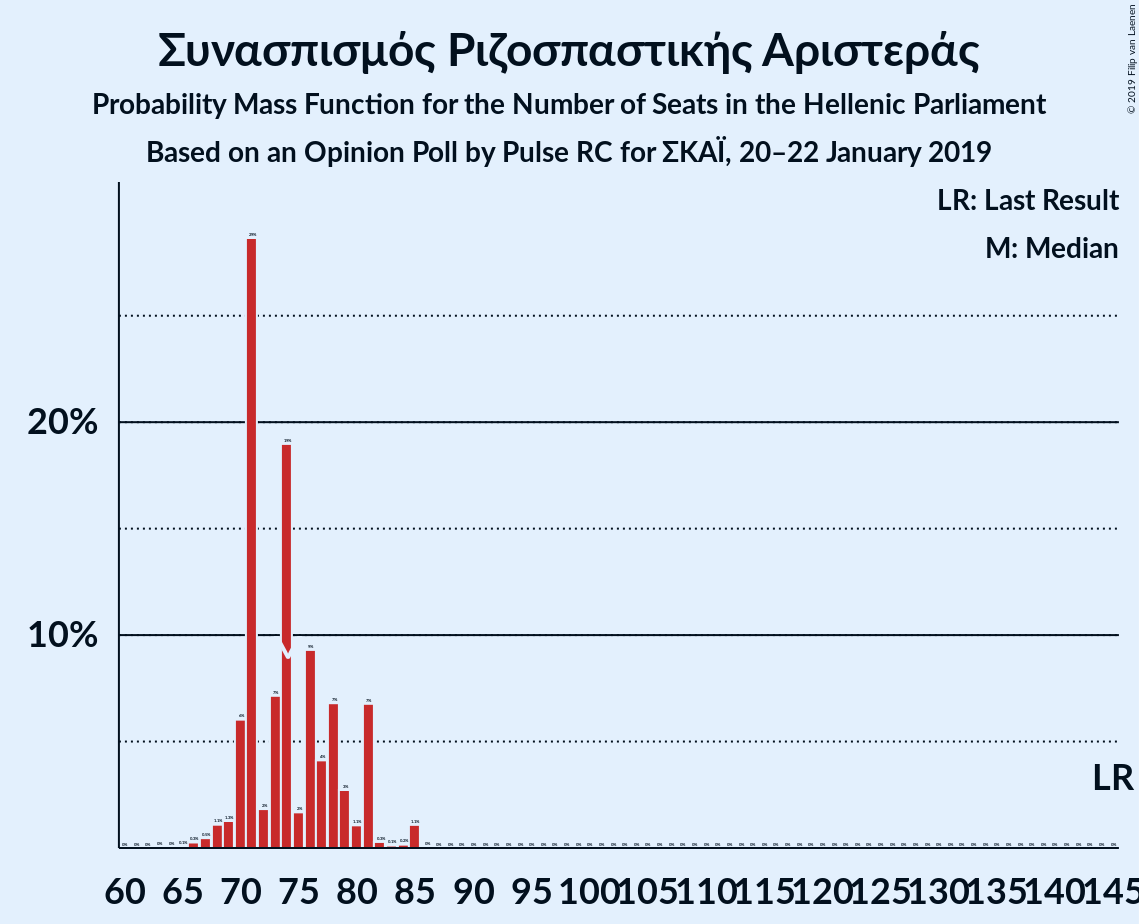 Συνασπισμός Ριζοσπαστικής Αριστεράς
Probability Mass Function for the Number of Seats in the Hellenic Parliament
Based on an Opinion Poll by Pulse RC for ΣΚΑΪ, 20–22 January 2019
© 2019 Filip van Laenen
LR: Last Result
M: Median
20%
10%
LR
60 65 70 75 80 85 90 95 100 105 110 115 120 125 130 135 140 145